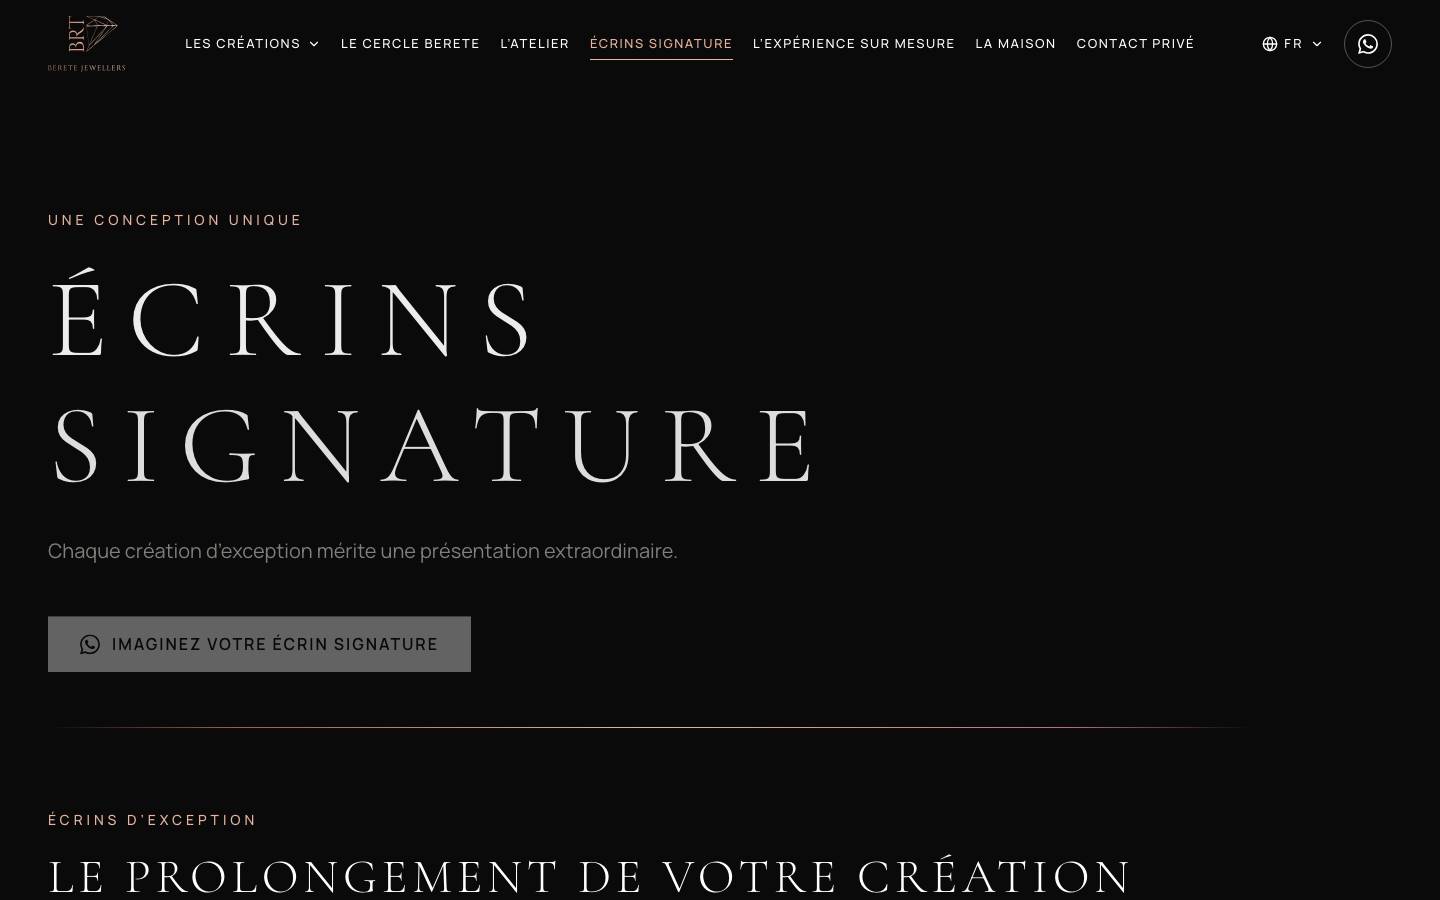 BRT
BERETE JEWELLERS
LES CRÉATIONS
LE CERCLE BERETE
L'ATELIER
ÉCRINS SIGNATURE
L'EXPÉRIENCE SUR MESURE
LA MAISON
CONTACT PRIVÉ
FR
UNE CONCEPTION UNIQUE
ÉCRINS
SIGNATURE
Chaque création d'exception mérite une présentation extraordinaire.
IMAGINEZ VOTRE ÉCRIN SIGNATURE
ÉCRINS D'EXCEPTION
LE PROLONGEMENT DE VOTRE CRÉATION